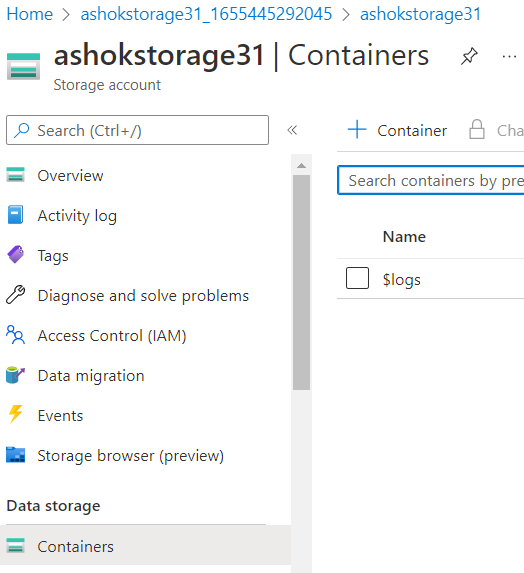 Home > ashokstorage31_1655445292045 > ashokstorage31
ashokstorage31 | Containers ...
Storage account
Search (Ctrl+/) «
Overview
Activity log
Tags
Diagnose and solve problems
Access Control (IAM)
Data migration
Events
Storage browser (preview)
Data storage
Containers
+ Container Cha
Search containers by pre
Name
$logs